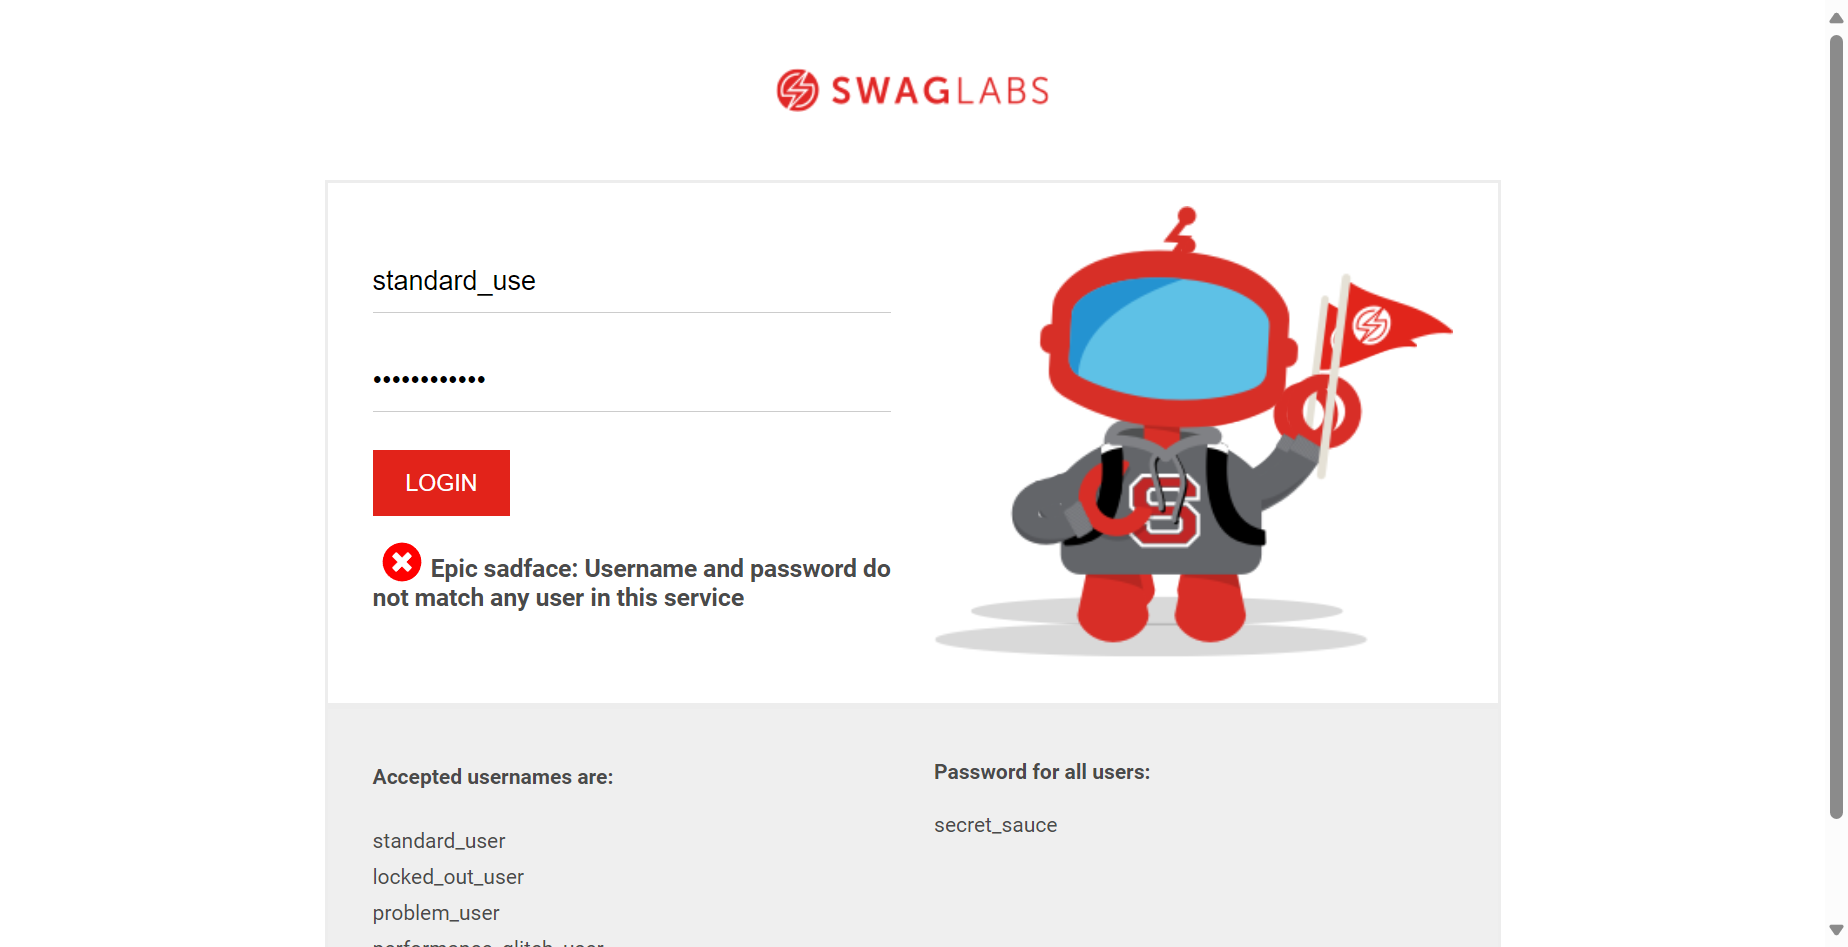 SWAGLABS
standard_use
••••••••••••
LOGIN
Epic sadface: Username and password do
not match any user in this service
S
Accepted usernames are:
standard_user
locked_out_user
problem_user
performance_glitch_user
Password for all users:
secret_sauce